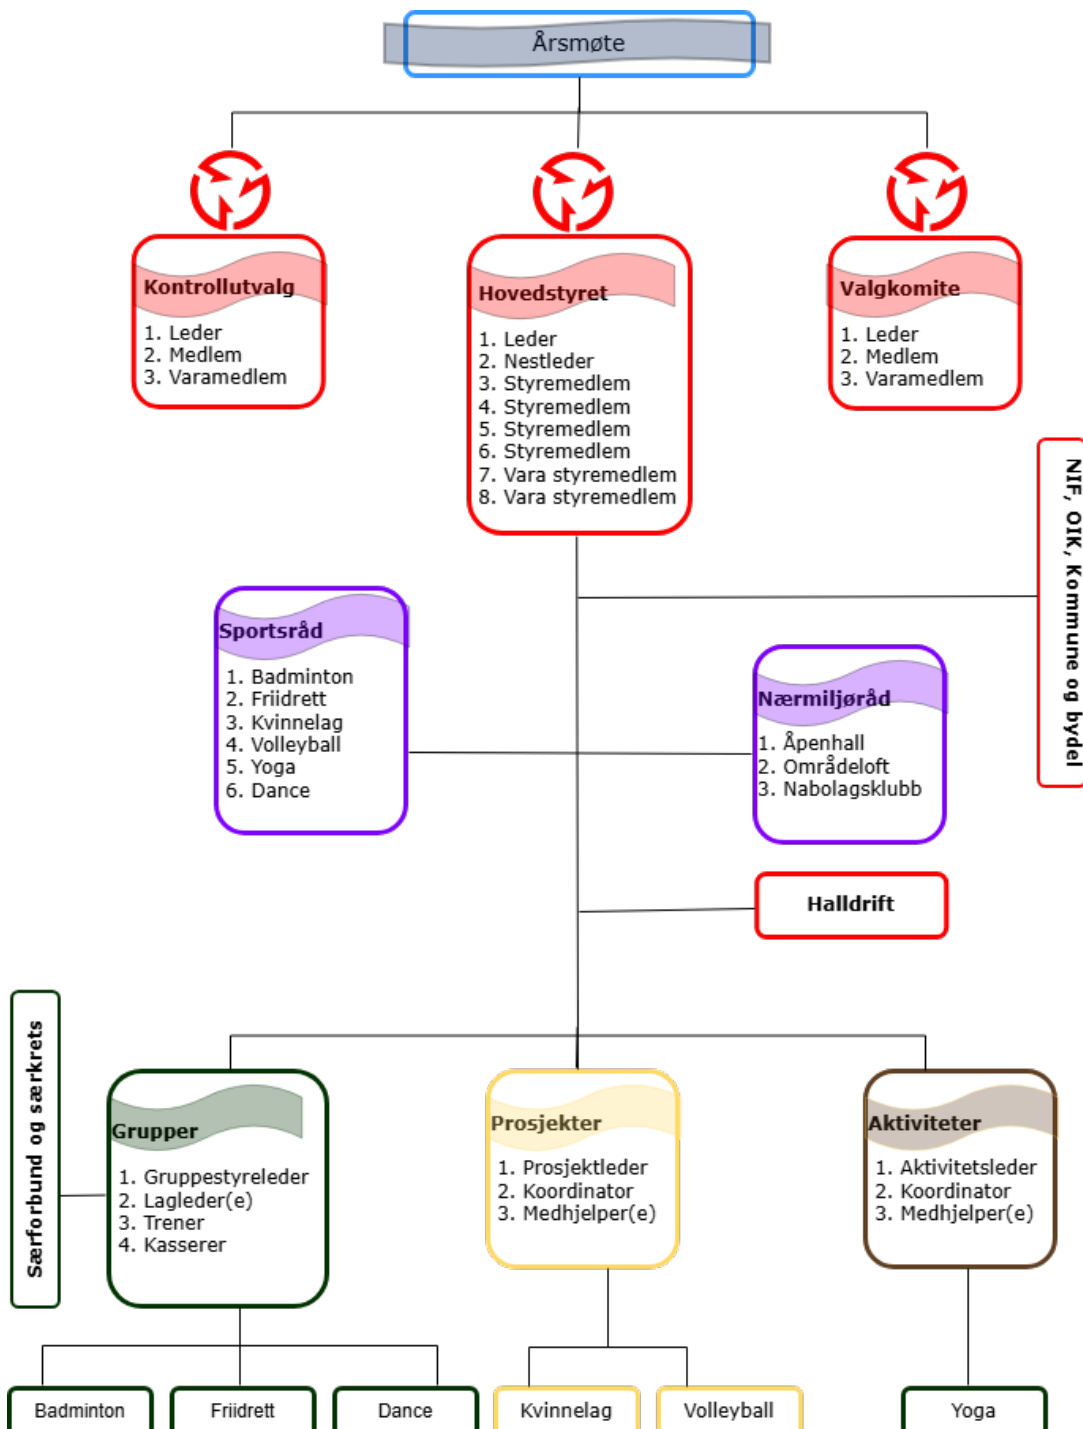 Årsmøte
Kontrollutvalg
1. Leder
2. Medlem
3. Varamedlem
Hovedstyret
1. Leder
2. Nestleder
3. Styremedlem
4. Styremedlem
5. Styremedlem
6. Styremedlem
7. Vara styremedlem
8. Vara styremedlem
Valgkomite
1. Leder
2. Medlem
3. Varamedlem
NIF, OIK, Kommune og bydel
Sportsråd
1. Badminton
2. Friidrett
3. Kvinnelag
4. Volleyball
5. Yoga
6. Dance
Nærmiljøråd
1. Åpenhall
2. Områdeloft
3. Nabolagsklubb
Halldrift
Særforbund og særkrets
Grupper
1. Gruppestyreleder
2. Lagleder(e)
3. Trener
4. Kasserer
Prosjekter
1. Prosjektleder
2. Koordinator
3. Medhjelper(e)
Aktiviteter
1. Aktivitetsleder
2. Koordinator
3. Medhjelper(e)
Badminton
Friidrett
Dance
Kvinnelag
Volleyball
Yoga